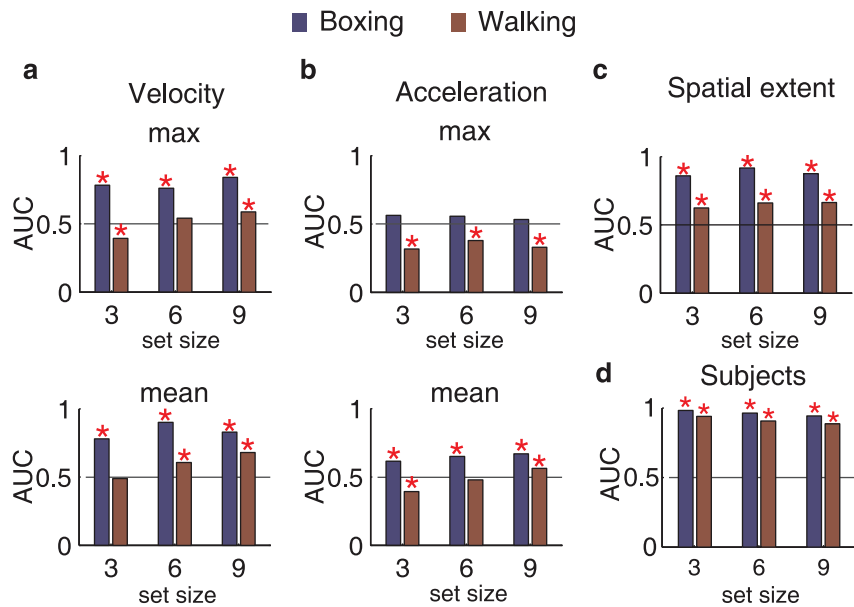 Boxing Walking
a
Velocity
max
1
AUC
0.5
0
3 6 9
set size
mean
1
AUC
0.5
0
3 6 9
set size
b
Acceleration
max
1
AUC
0.5
0
3 6 9
set size
mean
1
AUC
0.5
0
3 6 9
set size
c
Spatial extent
1
AUC
0.5
0
3 6 9
set size
d
Subjects
1
AUC
0.5
0
3 6 9
set size